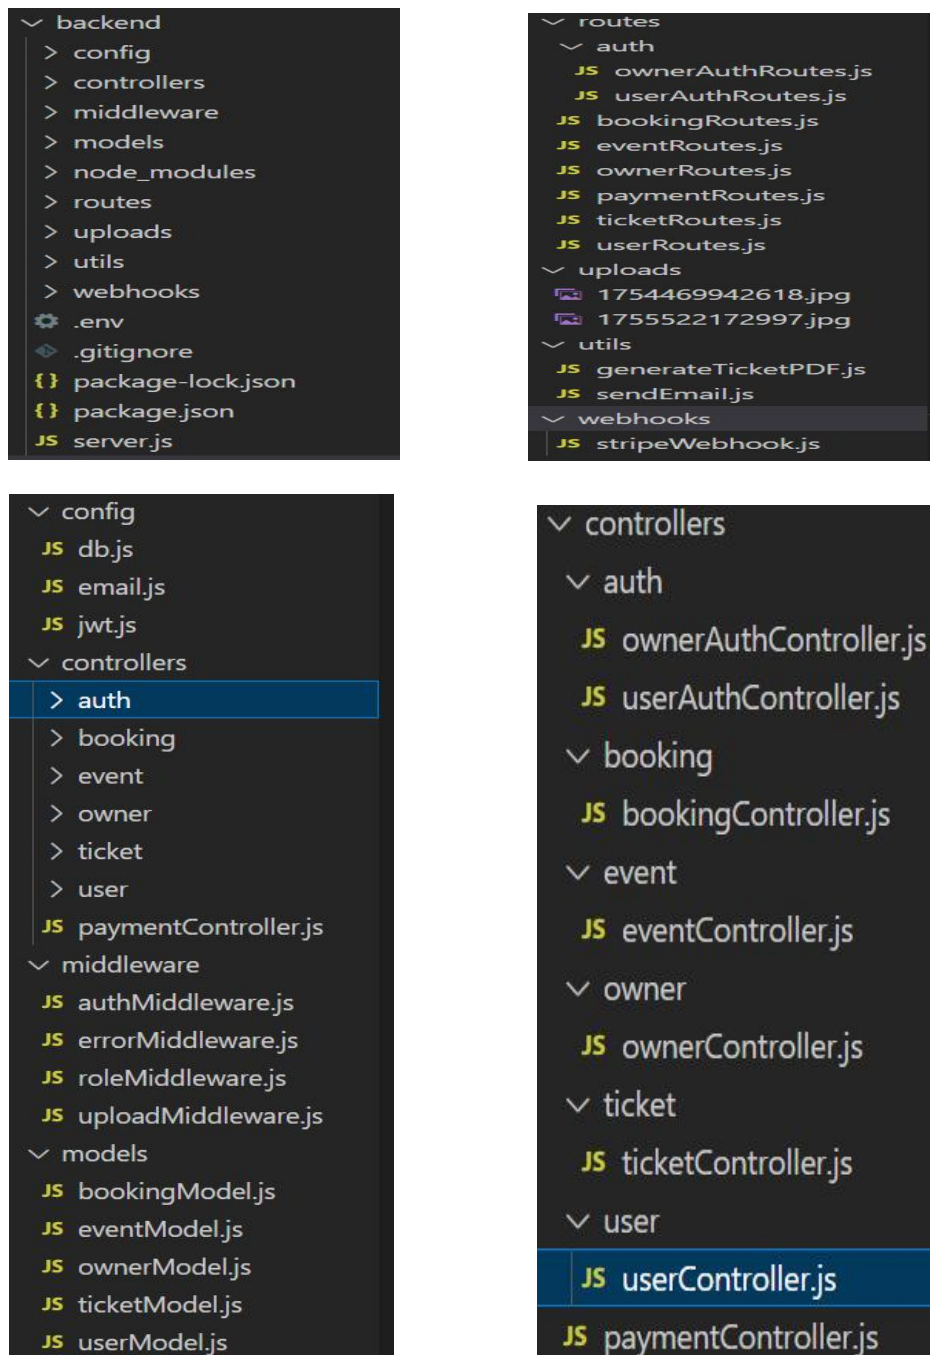 backend
config
controllers
middleware
models
node_modules
routes
uploads
utils
webhooks
.env
.gitignore
{} package-lock.json
{} package.json
JS server.js
routes
auth
JS ownerAuthRoutes.js
JS userAuthRoutes.js
JS bookingRoutes.js
JS eventRoutes.js
JS ownerRoutes.js
JS paymentRoutes.js
JS ticketRoutes.js
JS userRoutes.js
uploads
1754469942618.jpg
1755522172997.jpg
utils
JS generateTicketPDF.js
JS sendEmail.js
webhooks
JS stripeWebhook.js
config
JS db.js
JS email.js
JS jwt.js
controllers
auth
booking
event
owner
ticket
user
JS paymentController.js
middleware
JS authMiddleware.js
JS errorMiddleware.js
JS roleMiddleware.js
JS uploadMiddleware.js
models
JS bookingModel.js
JS eventModel.js
JS ownerModel.js
JS ticketModel.js
JS userModel.js
controllers
auth
JS ownerAuthController.js
JS userAuthController.js
booking
JS bookingController.js
event
JS eventController.js
owner
JS ownerController.js
ticket
JS ticketController.js
user
JS userController.js
JS paymentController.js